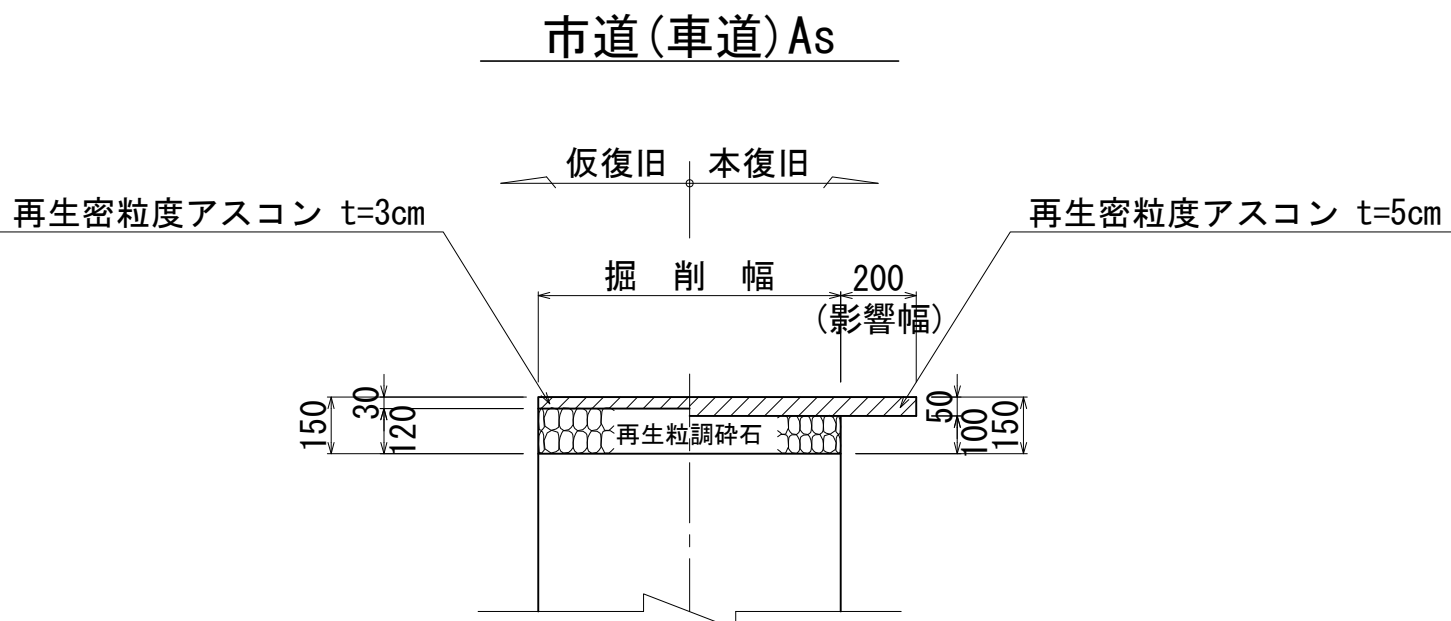 市道(車道)As
仮復旧 本復旧
再生密粒度アスコン t=3cm
再生密粒度アスコン t=5cm
掘 削 幅
200
(影響幅)
150
30
120
再生粒調砕石
50
100
150